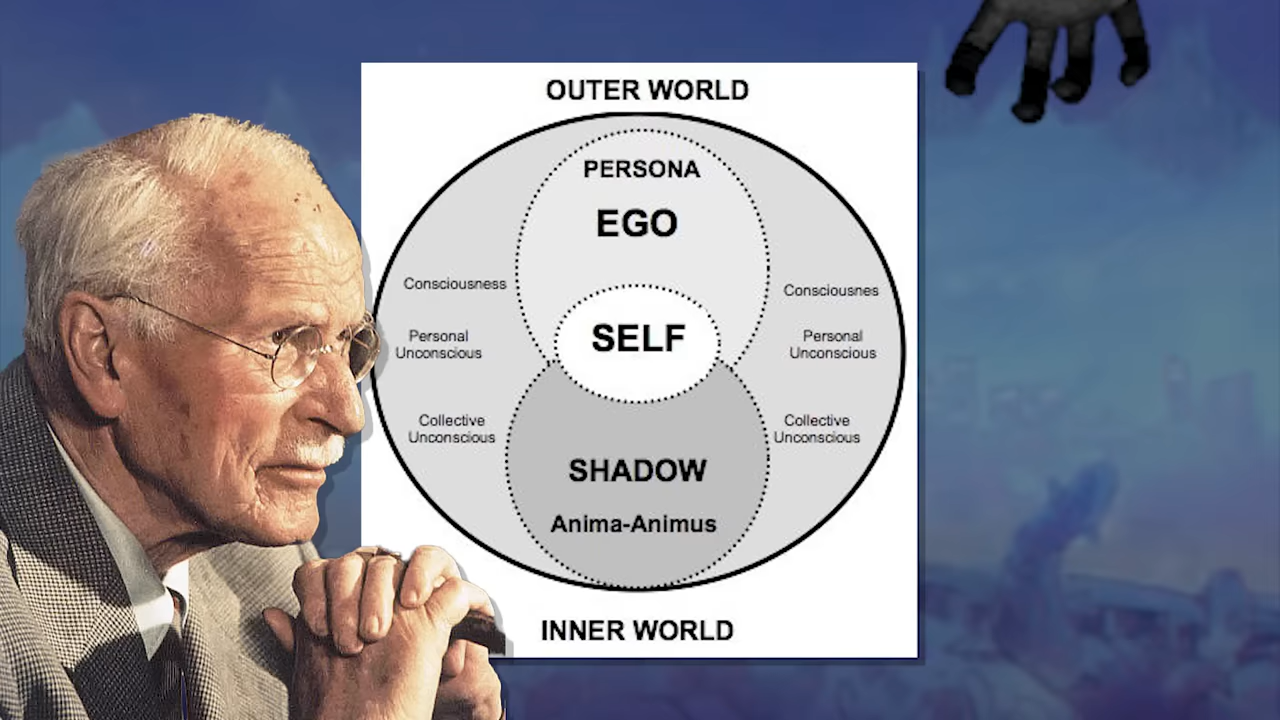 OUTER WORLD
PERSONA
EGO
Consciousness
Consciousnes
SELF
Personal
Unconscious
Personal
Unconscious
Collective
Unconscious
Collective
Unconscious
SHADOW
Anima-Animus
INNER WORLD